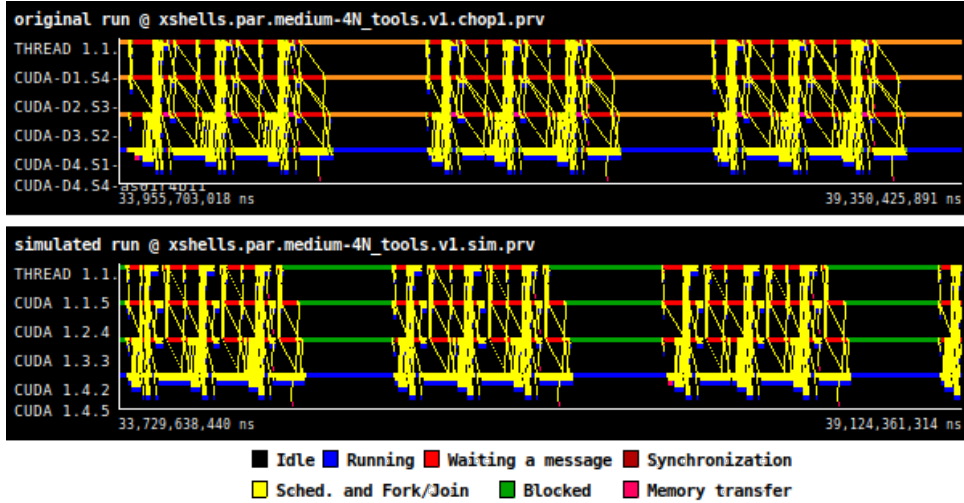 original run @ xshells.par.medium-4N_tools.v1.chop1.prv
THREAD 1.1.
CUDA-D1.S4-
CUDA-D2.S3-
CUDA-D3.S2-
CUDA-D4.S1-
CUDA-D4.S4-as01r4b11
33,955,703,018 ns 39,350,425,891 ns
simulated run @ xshells.par.medium-4N_tools.v1.sim.prv
THREAD 1.1.
CUDA 1.1.5
CUDA 1.2.4
CUDA 1.3.3
CUDA 1.4.2
CUDA 1.4.5
33,729,638,440 ns 39,124,361,314 ns
Idle Running Waiting a message Synchronization
Sched. and Fork/Join Blocked Memory transfer